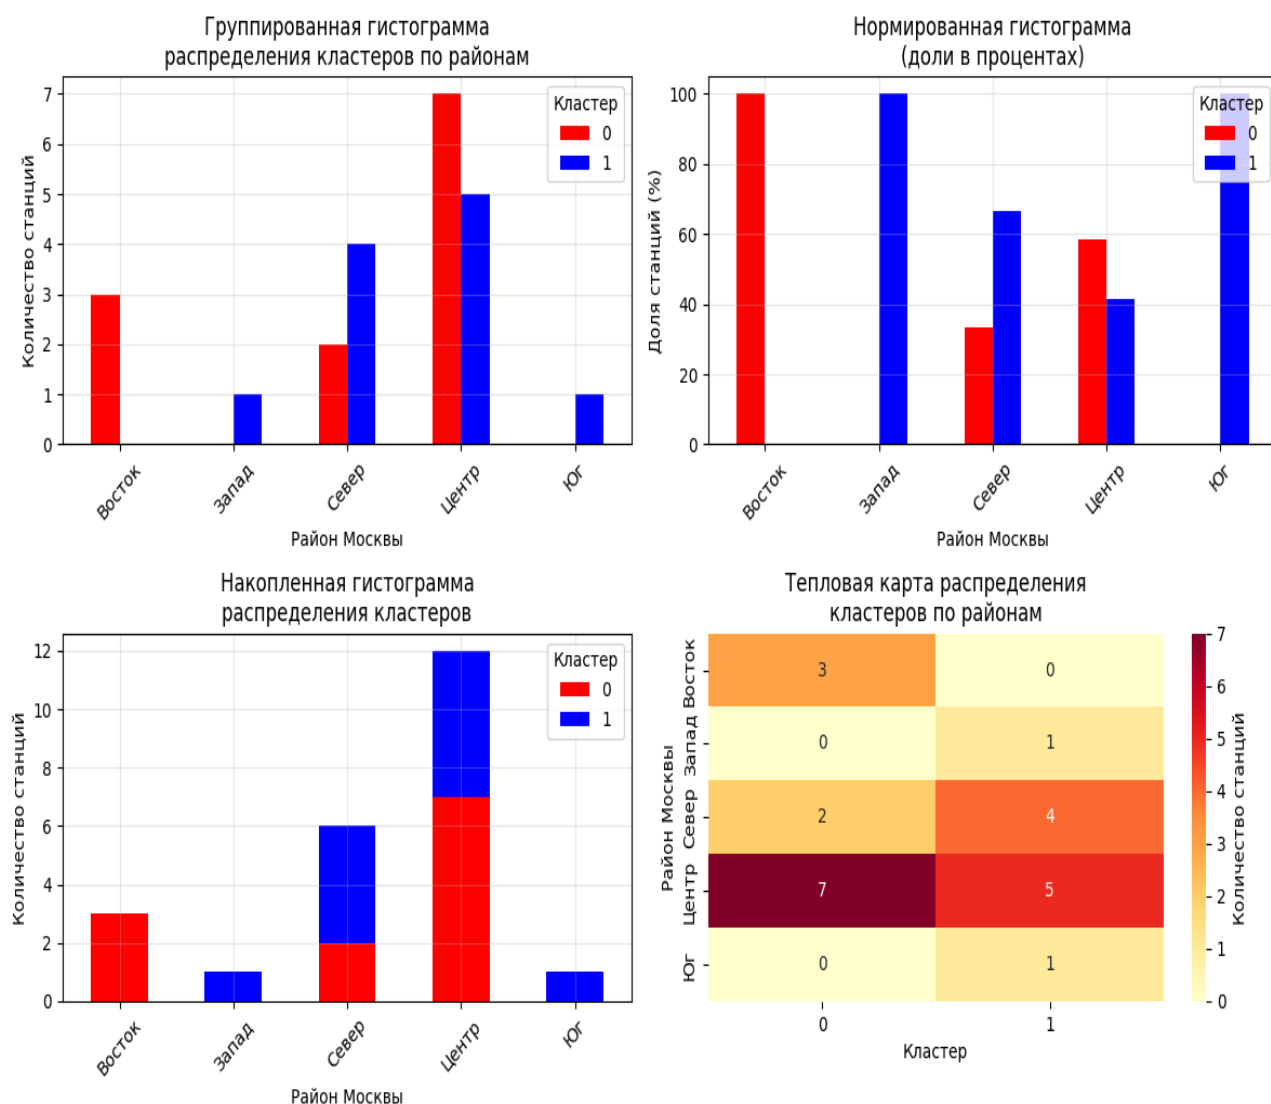 Группированная гистограмма
распределения кластеров по районам
Количество станций
7
6
5
4
3
2
1
0
Кластер
0
1
Восток
Запад
Север
Центр
Юг
Район Москвы
Нормированная гистограмма
(доли в процентах)
Доля станций (%)
100
80
60
40
20
0
Кластер
0
1
Восток
Запад
Север
Центр
Юг
Район Москвы
Накопленная гистограмма
распределения кластеров
Количество станций
12
10
8
6
4
2
0
Кластер
0
1
Восток
Запад
Север
Центр
Юг
Район Москвы
Тепловая карта распределения
кластеров по районам
Район Москвы
Восток
3
0
Запад
0
1
Север
2
4
Центр
7
5
Юг
0
1
0
1
Кластер
7
6
5
4
3
2
1
0
Количество станций